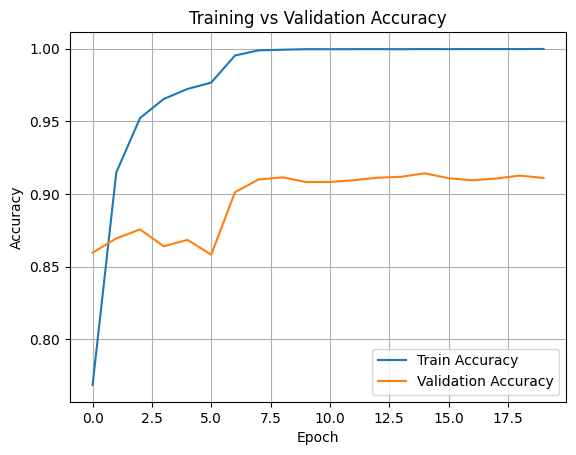 Training vs Validation Accuracy
1.00
0.95
0.90
0.85
0.80
Accuracy
Train Accuracy
Validation Accuracy
0.0 2.5 5.0 7.5 10.0 12.5 15.0 17.5
Epoch